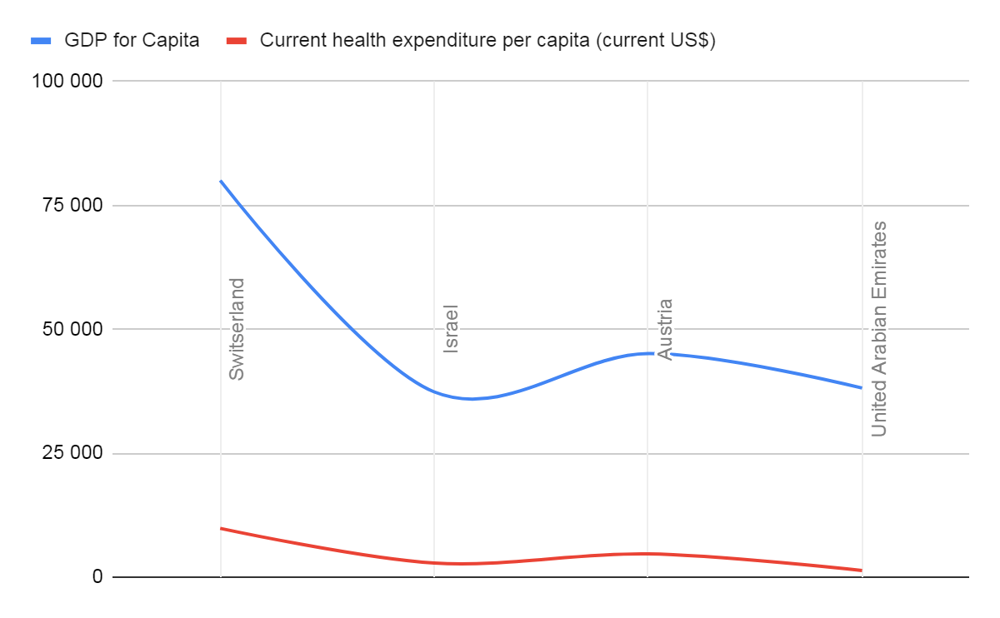 GDP for Capita Current health expenditure per capita (current US$)
100 000
75 000
50 000
25 000
0
Switserland
Israel
Austria
United Arabian Emirates